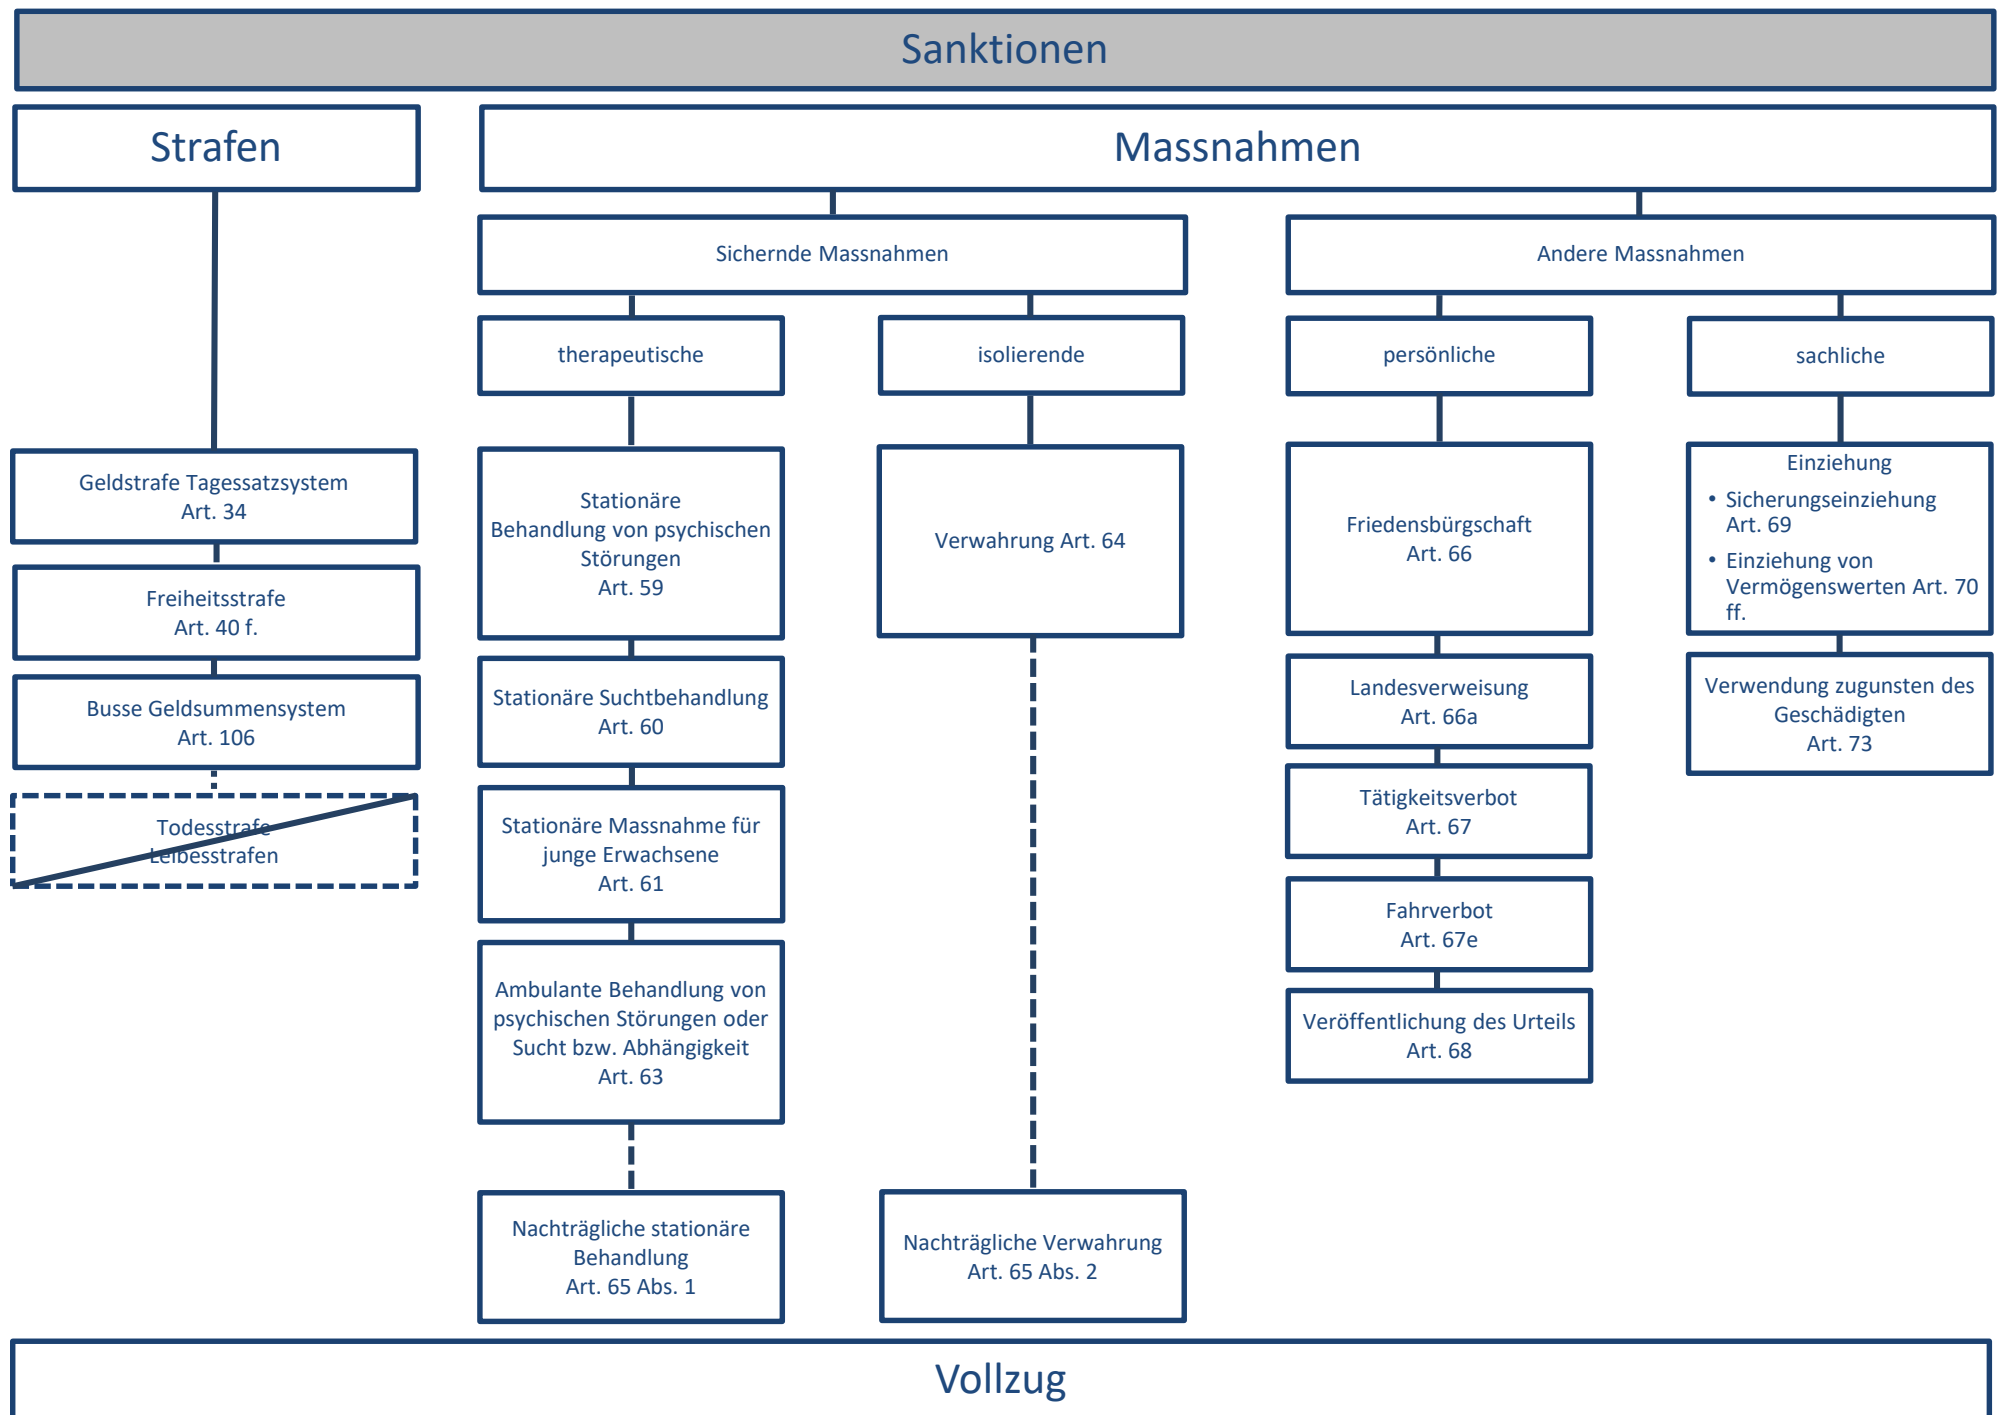 Sanktionen
Strafen
Massnahmen
Sichernde Massnahmen
Andere Massnahmen
therapeutische
isolierende
persönliche
sachliche
Geldstrafe Tagessatzsystem
Art. 34
Freiheitsstrafe
Art. 40 f.
Busse Geldsummensystem
Art. 106
Todesstrafe
Leibesstrafen
Stationäre
Behandlung von psychischen
Störungen
Art. 59
Stationäre Suchtbehandlung
Art. 60
Stationäre Massnahme für
junge Erwachsene
Art. 61
Ambulante Behandlung von
psychischen Störungen oder
Sucht bzw. Abhängigkeit
Art. 63
Nachträgliche stationäre
Behandlung
Art. 65 Abs. 1
Verwahrung Art. 64
Nachträgliche Verwahrung
Art. 65 Abs. 2
Friedensbürgschaft
Art. 66
Landesverweisung
Art. 66a
Tätigkeitsverbot
Art. 67
Fahrverbot
Art. 67e
Veröffentlichung des Urteils
Art. 68
Einziehung
• Sicherungseinziehung
Art. 69
• Einziehung von
Vermögenswerten Art. 70
ff.
Verwendung zugunsten des
Geschädigten
Art. 73
Vollzug